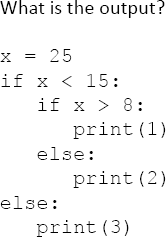 What is the output?
x = 25
if x < 15:
    if x > 8:
        print(1)
    else:
        print(2)
else:
    print(3)